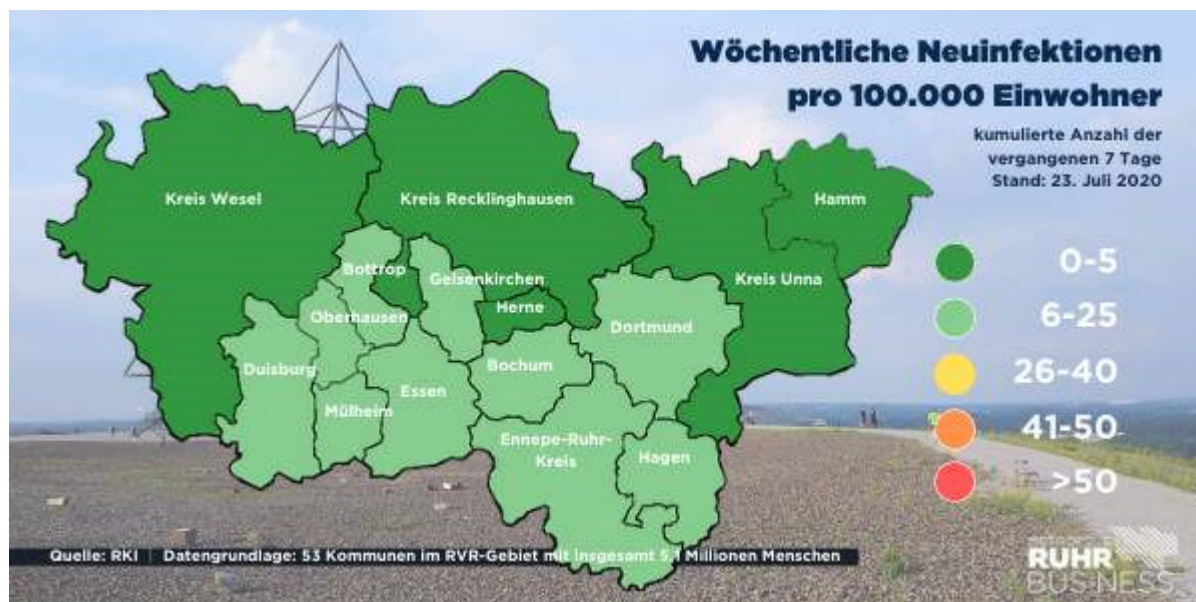 Wöchentliche Neuinfektionen
pro 100.000 Einwohner
kumulierte Anzahl der
vergangenen 7 Tage
Stand: 23. Juli 2020
Kreis Wesel
Kreis Recklinghausen
Hamm
Bottrop
Gelsenkirchen
Kreis Unna
Herne
Oberhausen
Dortmund
Duisburg
Bochum
Essen
Mülheim
Ennepe-Ruhr-
Kreis
Hagen
0-5
6-25
26-40
41-50
>50
Quelle: RKI | Datengrundlage: 53 Kommunen im RVR-Gebiet mit insgesamt 5,1 Millionen Menschen
RUHR
BUSINESS